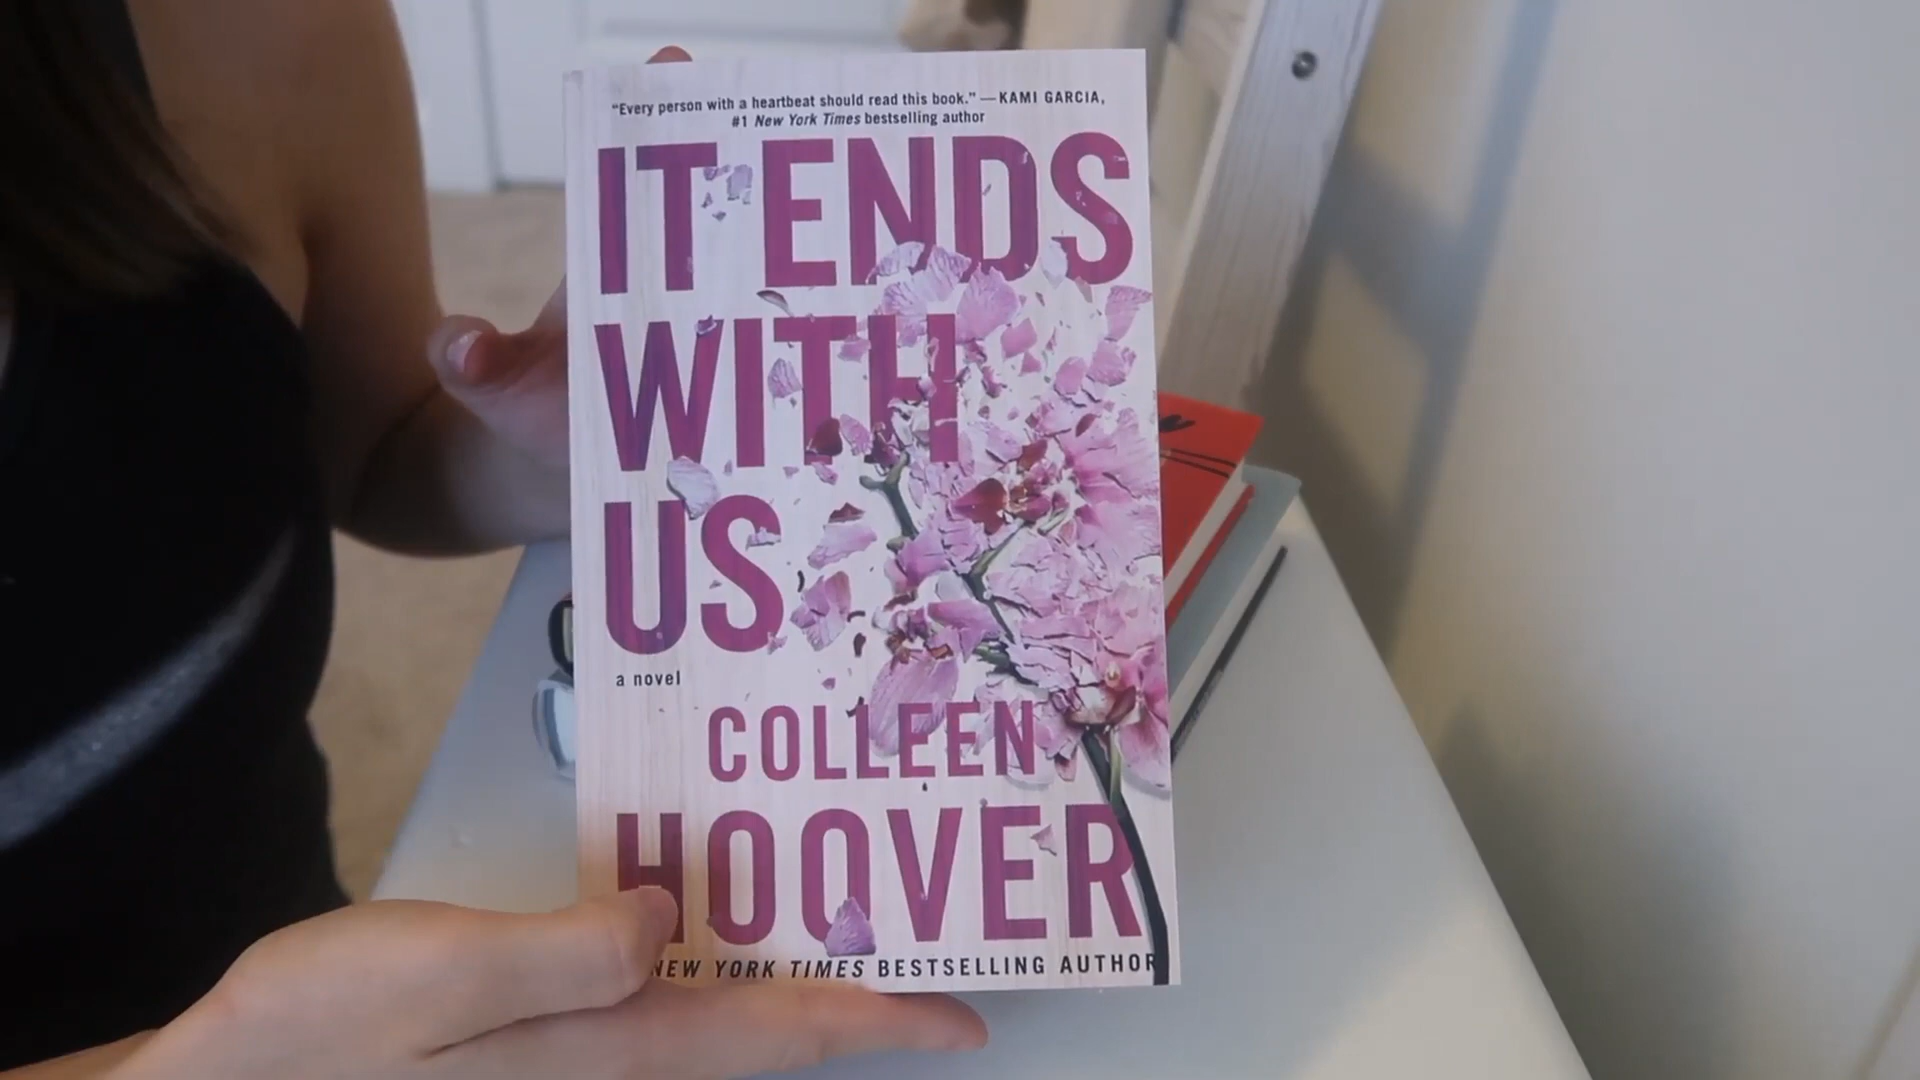 “Every person with a heartbeat should read this book.” —KAMI GARCIA,
#1 New York Times bestselling author
IT ENDS
WITH
US
a novel
COLLEEN
HOOVER
NEW YORK TIMES BESTSELLING AUTHOR